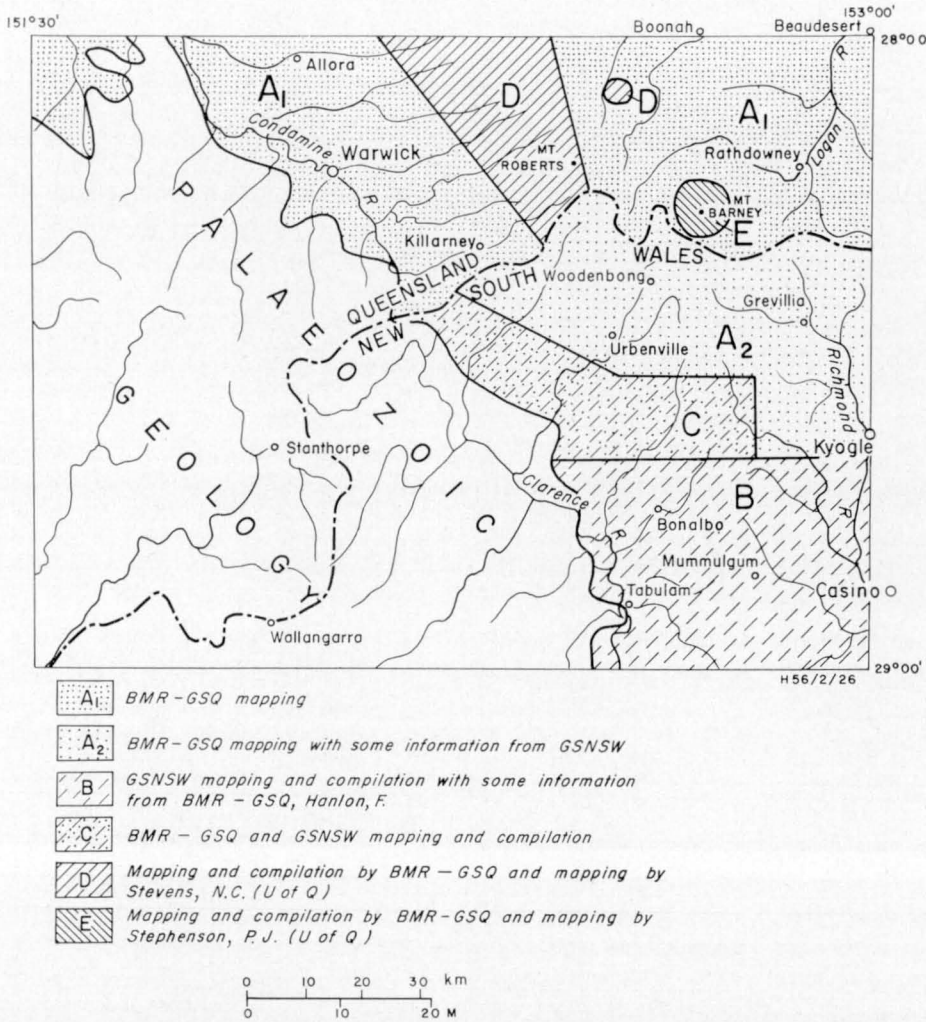 151°30'
153°00'
Boonah
Beaudesert
28°00'
Allora
A₁
D
D
R
A₁
Condamine
Warwick
MT
ROBERTS
Rathdowney
Logan
R
MT
BARNEY
E
Killarney
WALES
QUEENSLAND
SOUTH
Woodenbong
NEW
Grevillia
PALAEOZOIC
Urbenville
A₂
Richmond
C
Kyogle
Stanthorpe
GEOLOGY
Clarence
B
R
R
Bonalbo
Mummulgum
Casino
Tabulam
Wallangarra
29°00'
H56/2/26
A₁ BMR-GSQ mapping
A₂ BMR-GSQ mapping with some information from GSNSW
B GSNSW mapping and compilation with some information
from BMR - GSQ, Hanlon, F.
C BMR - GSQ and GSNSW mapping and compilation
D Mapping and compilation by BMR - GSQ and mapping by
Stevens, N.C. (U of Q)
E Mapping and compilation by BMR-GSQ and mapping by
Stephenson, P.J. (U of Q)
0 10 20 30 km
0 10 20 M